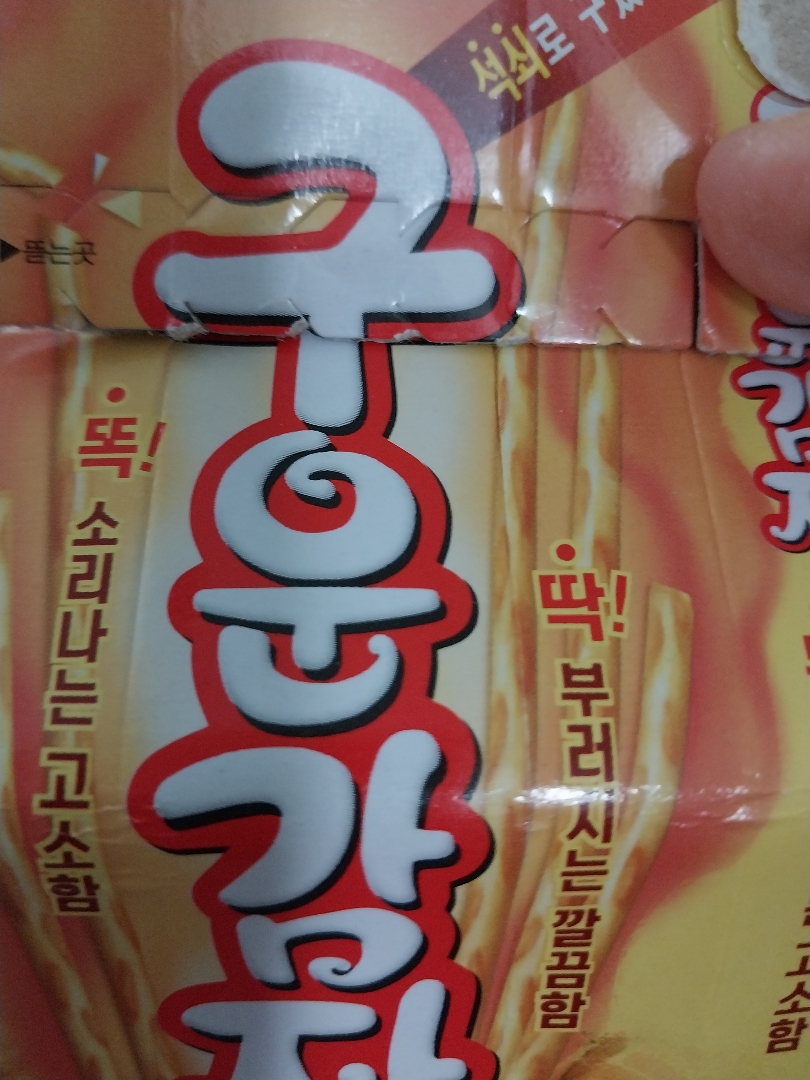 석쇠로
구운감자
▶뜯는곳
똑! 소리나는 고소함
딱! 부러지는 깔끔함
고소함